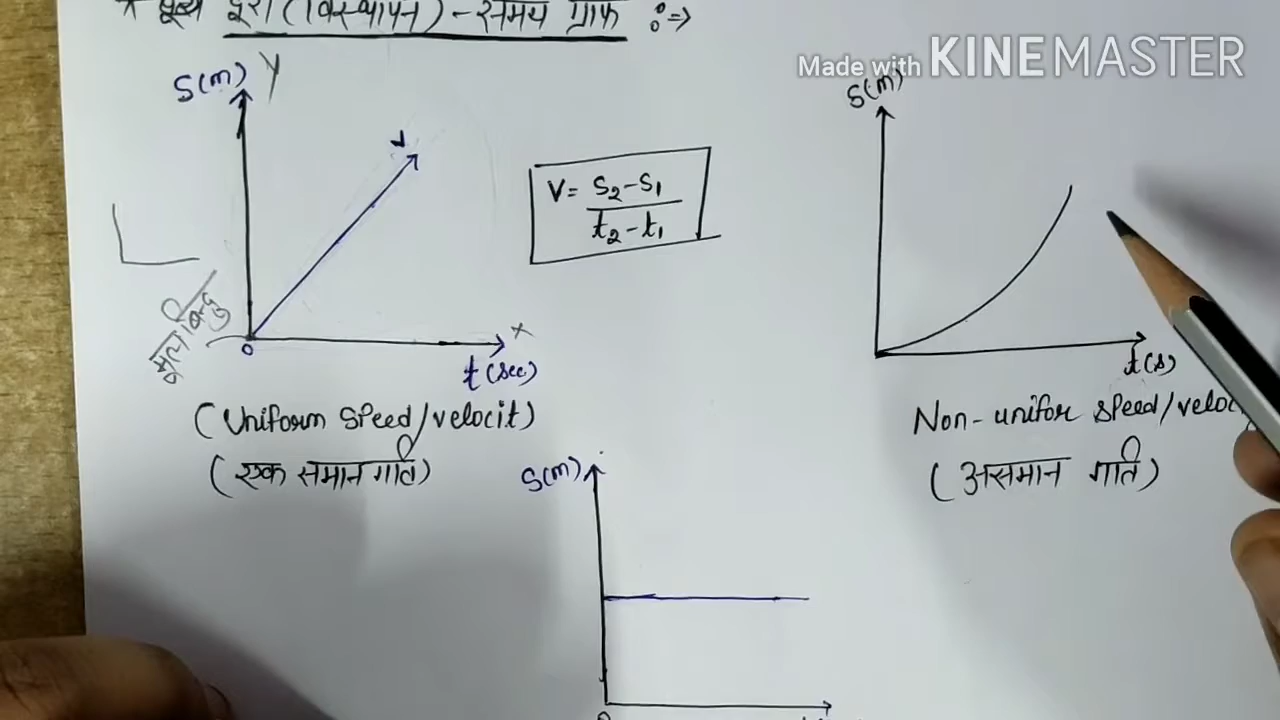 दूरी (विस्थापन) - समय ग्राफ :⇒
Made with KINEMASTER
S(m) Y
V
V= S₂-S₁ / t₂-t₁
मूल बिन्दु
0
X
t(sec)
(Uniform Speed/velocit)
(एक समान गति)
S(m)
t(s)
Non-unifor speed/veloc
(असमान गति)
S(m)
0